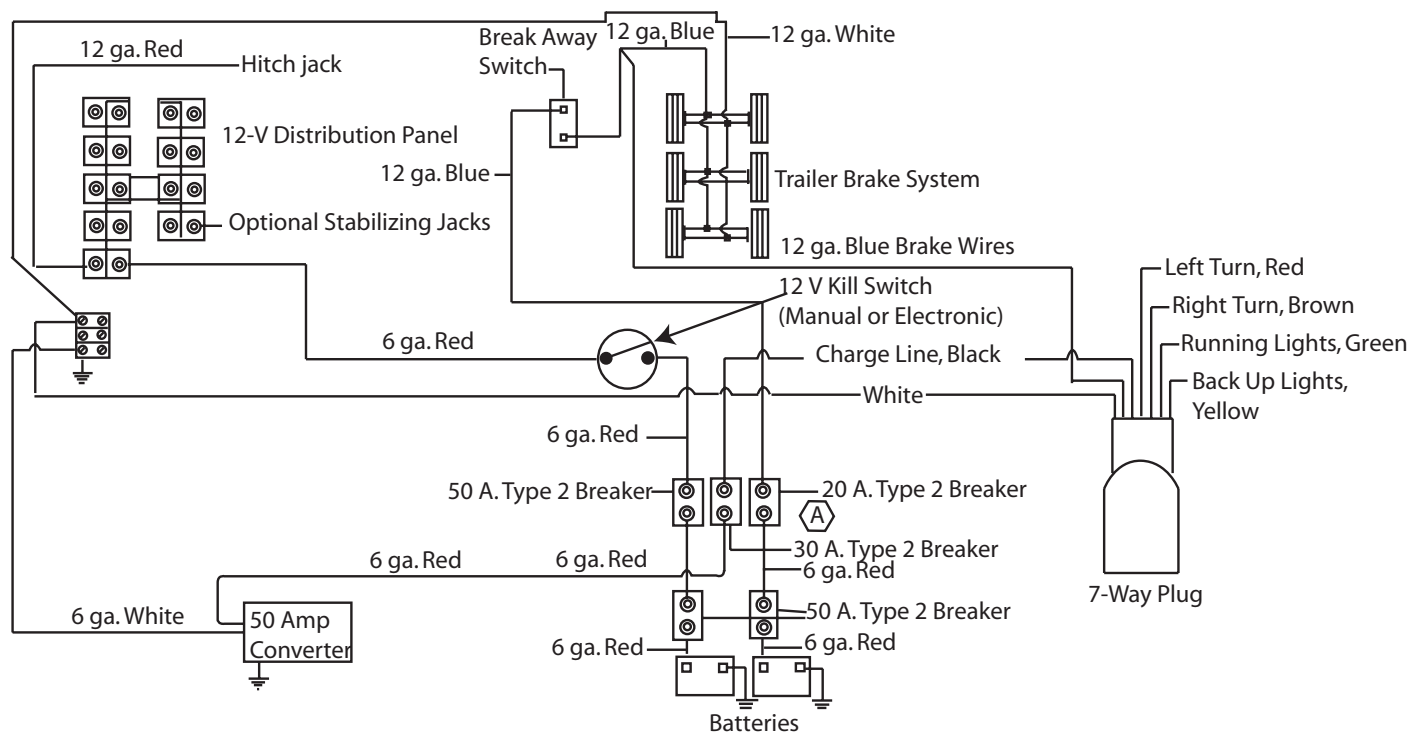 12 ga. Red
Hitch jack
Break Away
Switch
12 ga. Blue
12 ga. White
12-V Distribution Panel
12 ga. Blue
Trailer Brake System
Optional Stabilizing Jacks
12 ga. Blue Brake Wires
12 V Kill Switch
(Manual or Electronic)
Left Turn, Red
Right Turn, Brown
Running Lights, Green
Back Up Lights,
Yellow
6 ga. Red
Charge Line, Black
White
6 ga. Red
50 A. Type 2 Breaker
20 A. Type 2 Breaker
A
30 A. Type 2 Breaker
6 ga. Red
6 ga. Red
6 ga. Red
7-Way Plug
6 ga. White
50 Amp
Converter
50 A. Type 2 Breaker
6 ga. Red
6 ga. Red
Batteries